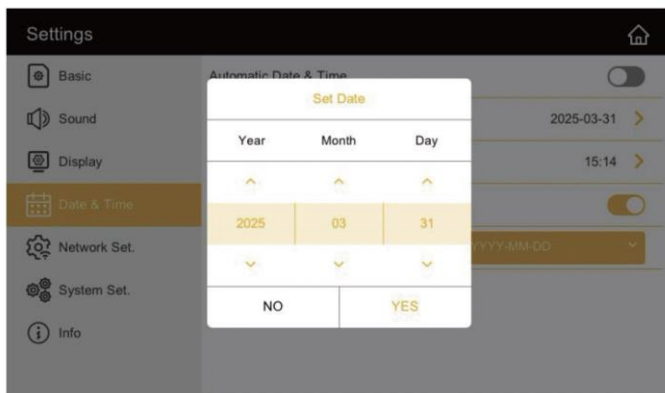 Settings
Basic
Automatic Date & Time
Set Date
Sound
2025-03-31
Year Month Day
Display
15:14
Date & Time
2025 03 31
Network Set.
YYYY-MM-DD
System Set.
NO YES
Info